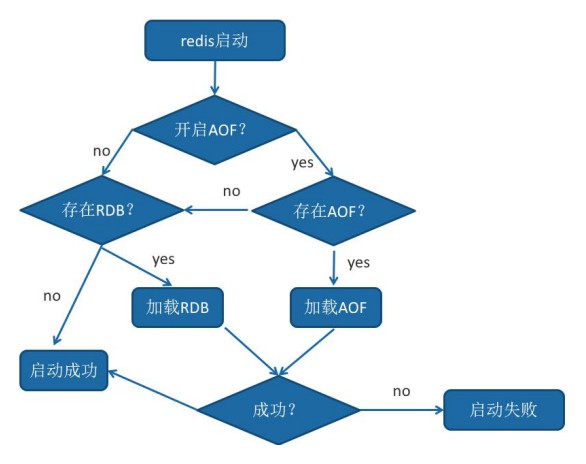 redis启动
开启AOF？
no
yes
存在RDB？
no
存在AOF？
yes
yes
no
加载RDB
加载AOF
启动成功
成功？
no
启动失败